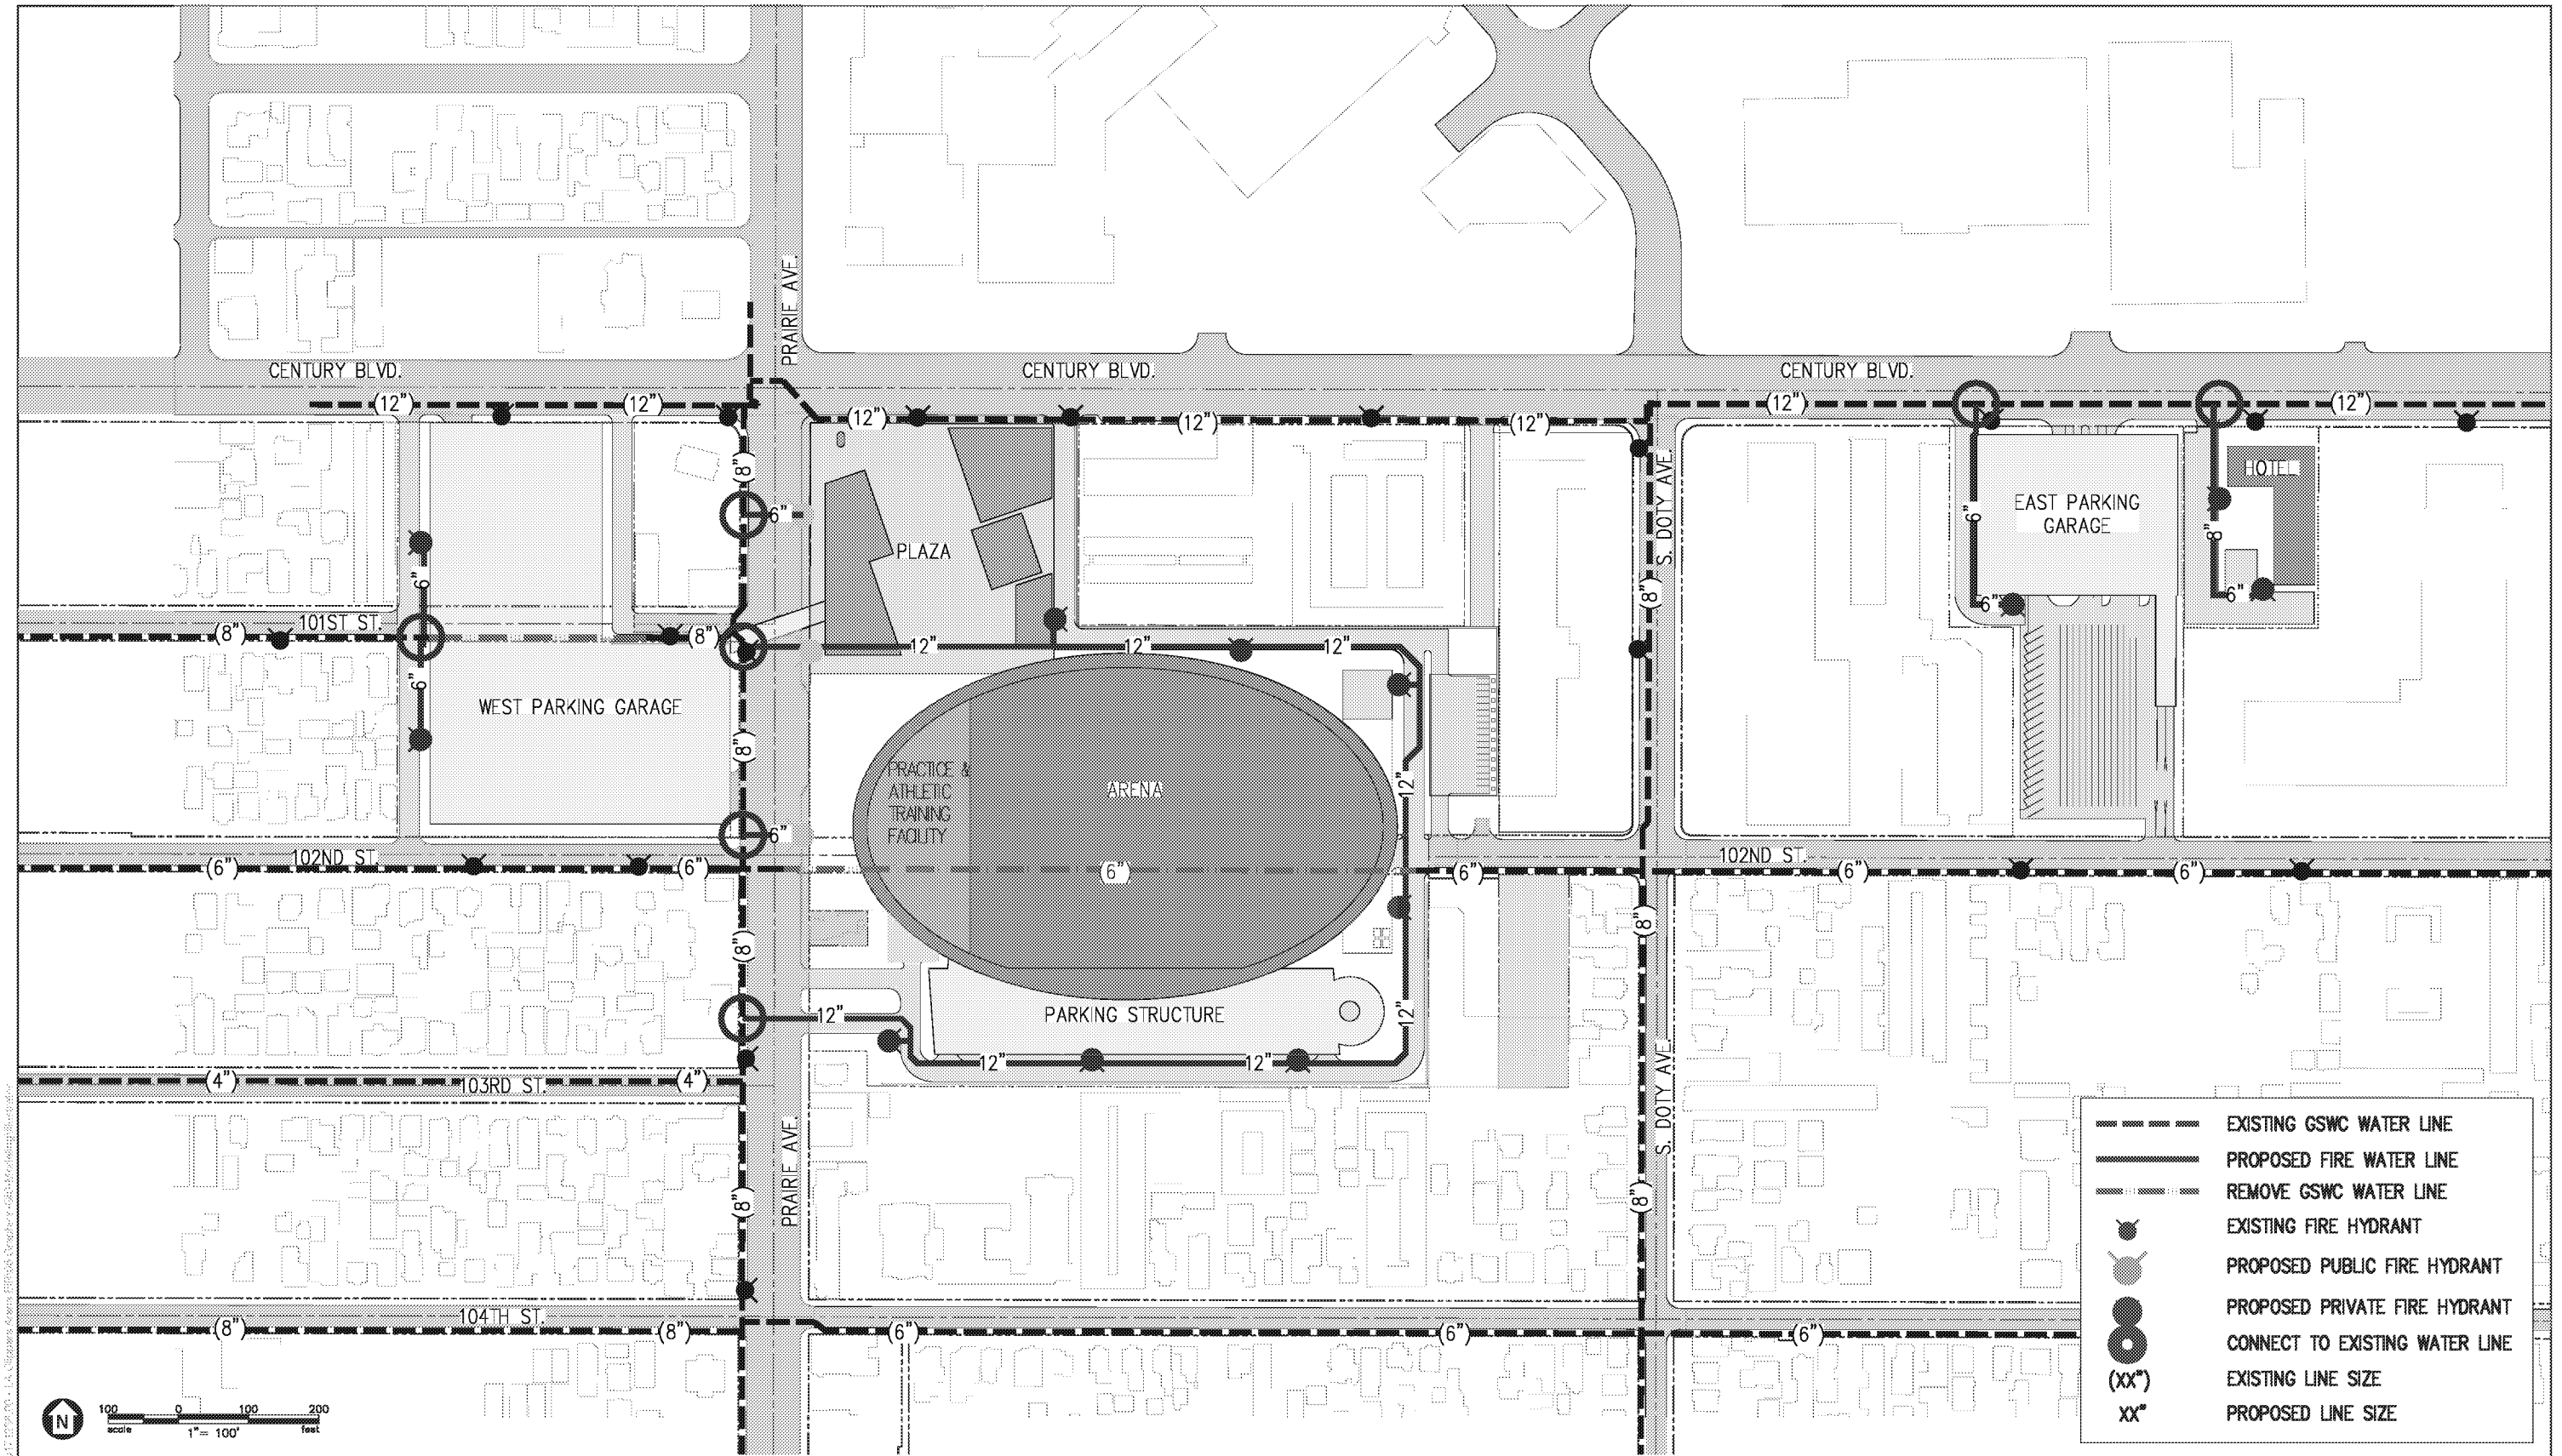 PRAIRIE AVE.
CENTURY BLVD.
CENTURY BLVD.
CENTURY BLVD.
(12")
(12")
(12")
(12")
(12")
(12")
(12")
(8")
6"
PLAZA
S. DOTY AVE.
6"
EAST PARKING
GARAGE
HOTEL
8"
6"
6"
6"
(8")
101ST ST.
(8")
(8")
12"
12"
12"
6"
WEST PARKING GARAGE
(8")
PRACTICE &
ATHLETIC
TRAINING
FACILITY
ARENA
12"
6"
102ND ST.
(6")
(6")
(6")
(6")
102ND ST.
(6")
(6")
(8")
(8")
12"
PARKING STRUCTURE
12"
12"
12"
S. DOTY AVE.
(4")
103RD ST.
(4")
PRAIRIE AVE.
(8")
(8")
104TH ST.
(8")
(8")
(6")
(6")
(6")
EXISTING GSWC WATER LINE
PROPOSED FIRE WATER LINE
REMOVE GSWC WATER LINE
EXISTING FIRE HYDRANT
PROPOSED PUBLIC FIRE HYDRANT
PROPOSED PRIVATE FIRE HYDRANT
CONNECT TO EXISTING WATER LINE
(XX") EXISTING LINE SIZE
XX" PROPOSED LINE SIZE
N
100 0 100 200
scale 1"= 100' feet